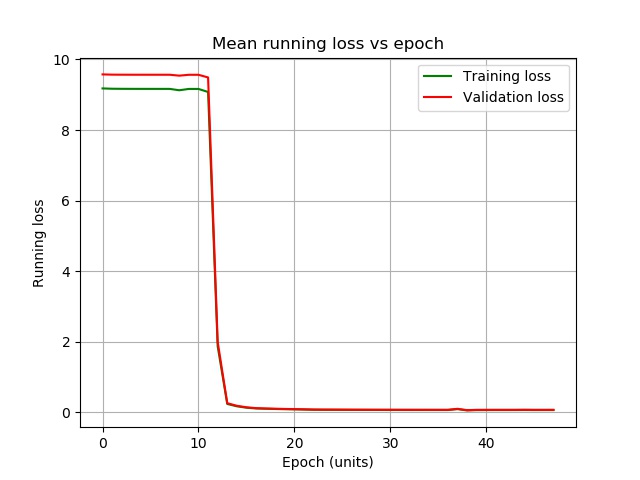 Mean running loss vs epoch
Training loss
Validation loss
10
8
6
4
2
0
Running loss
0
10
20
30
40
Epoch (units)